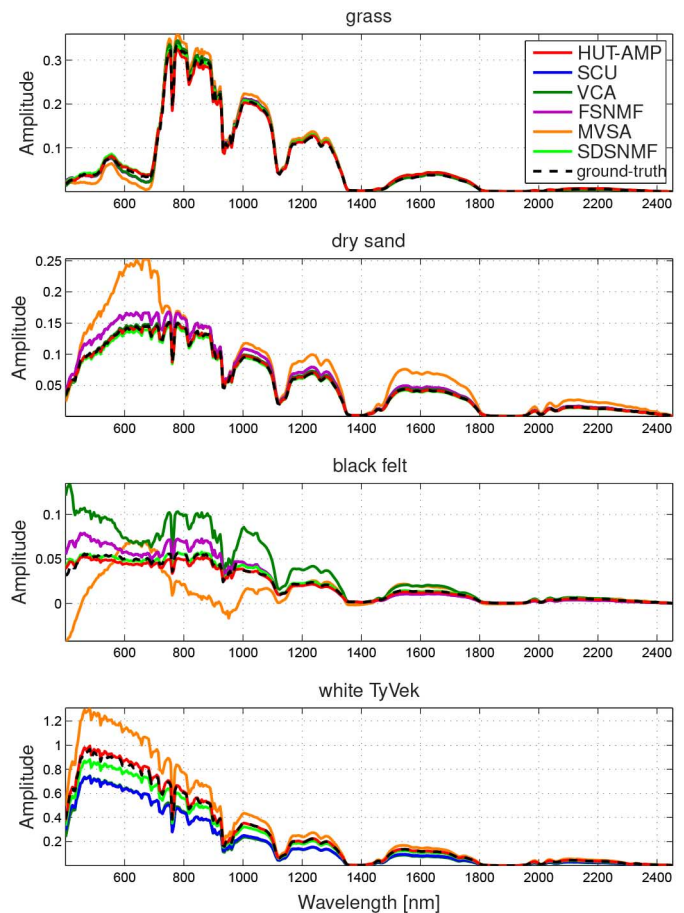 grass
Amplitude
0.3
0.2
0.1
HUT-AMP
SCU
VCA
FSNMF
MVSA
SDSNMF
ground-truth
600 800 1000 1200 1400 1600 1800 2000 2200 2400
dry sand
Amplitude
0.25
0.2
0.15
0.1
0.05
600 800 1000 1200 1400 1600 1800 2000 2200 2400
black felt
Amplitude
0.1
0.05
0
600 800 1000 1200 1400 1600 1800 2000 2200 2400
white TyVek
Amplitude
1.2
1
0.8
0.6
0.4
0.2
600 800 1000 1200 1400 1600 1800 2000 2200 2400
Wavelength [nm]